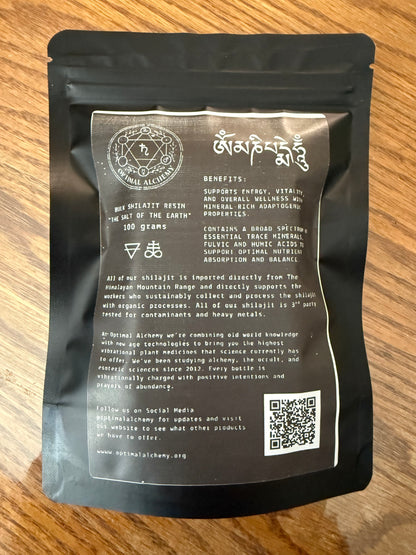 OPTIMAL ALCHEMY
BULK SHILAJIT RESIN
"THE SALT OF THE EARTH"
100 grams
ༀམཎིཔདྨེཧཱུྃ
BENEFITS:
SUPPORTS ENERGY, VITALITY
AND OVERALL WELLNESS WITH
MINERAL-RICH ADAPTOGENIC
PROPERTIES.
CONTAINS A BROAD SPECTRUM O
ESSENTIAL TRACE MINERALS
FULVIC AND HUMIC ACIDS TO
SUPPORT OPTIMAL NUTRIENT
ABSORPTION AND BALANCE.
All of our shilajit is imported directly from The
Himalayan Mountain Range and directly supports the
workers who sustainably collect and process the shilajit
with organic processes. All of our shilajit is 3rd party
tested for contaminants and heavy metals.
At Optimal Alchemy we're combining old world knowledge
with new age technologies to bring you the highest
vibrational plant medicines that science currently has
to offer. We've been studying alchemy, the occult, and
esoteric sciences since 2012. Every bottle is
vibrationally charged with positive intentions and
prayers of abundance.
Follow us on Social Media
@optimalalchemy for updates and visit
our website to see what other products
we have to offer.
www.optimalalchemy.org